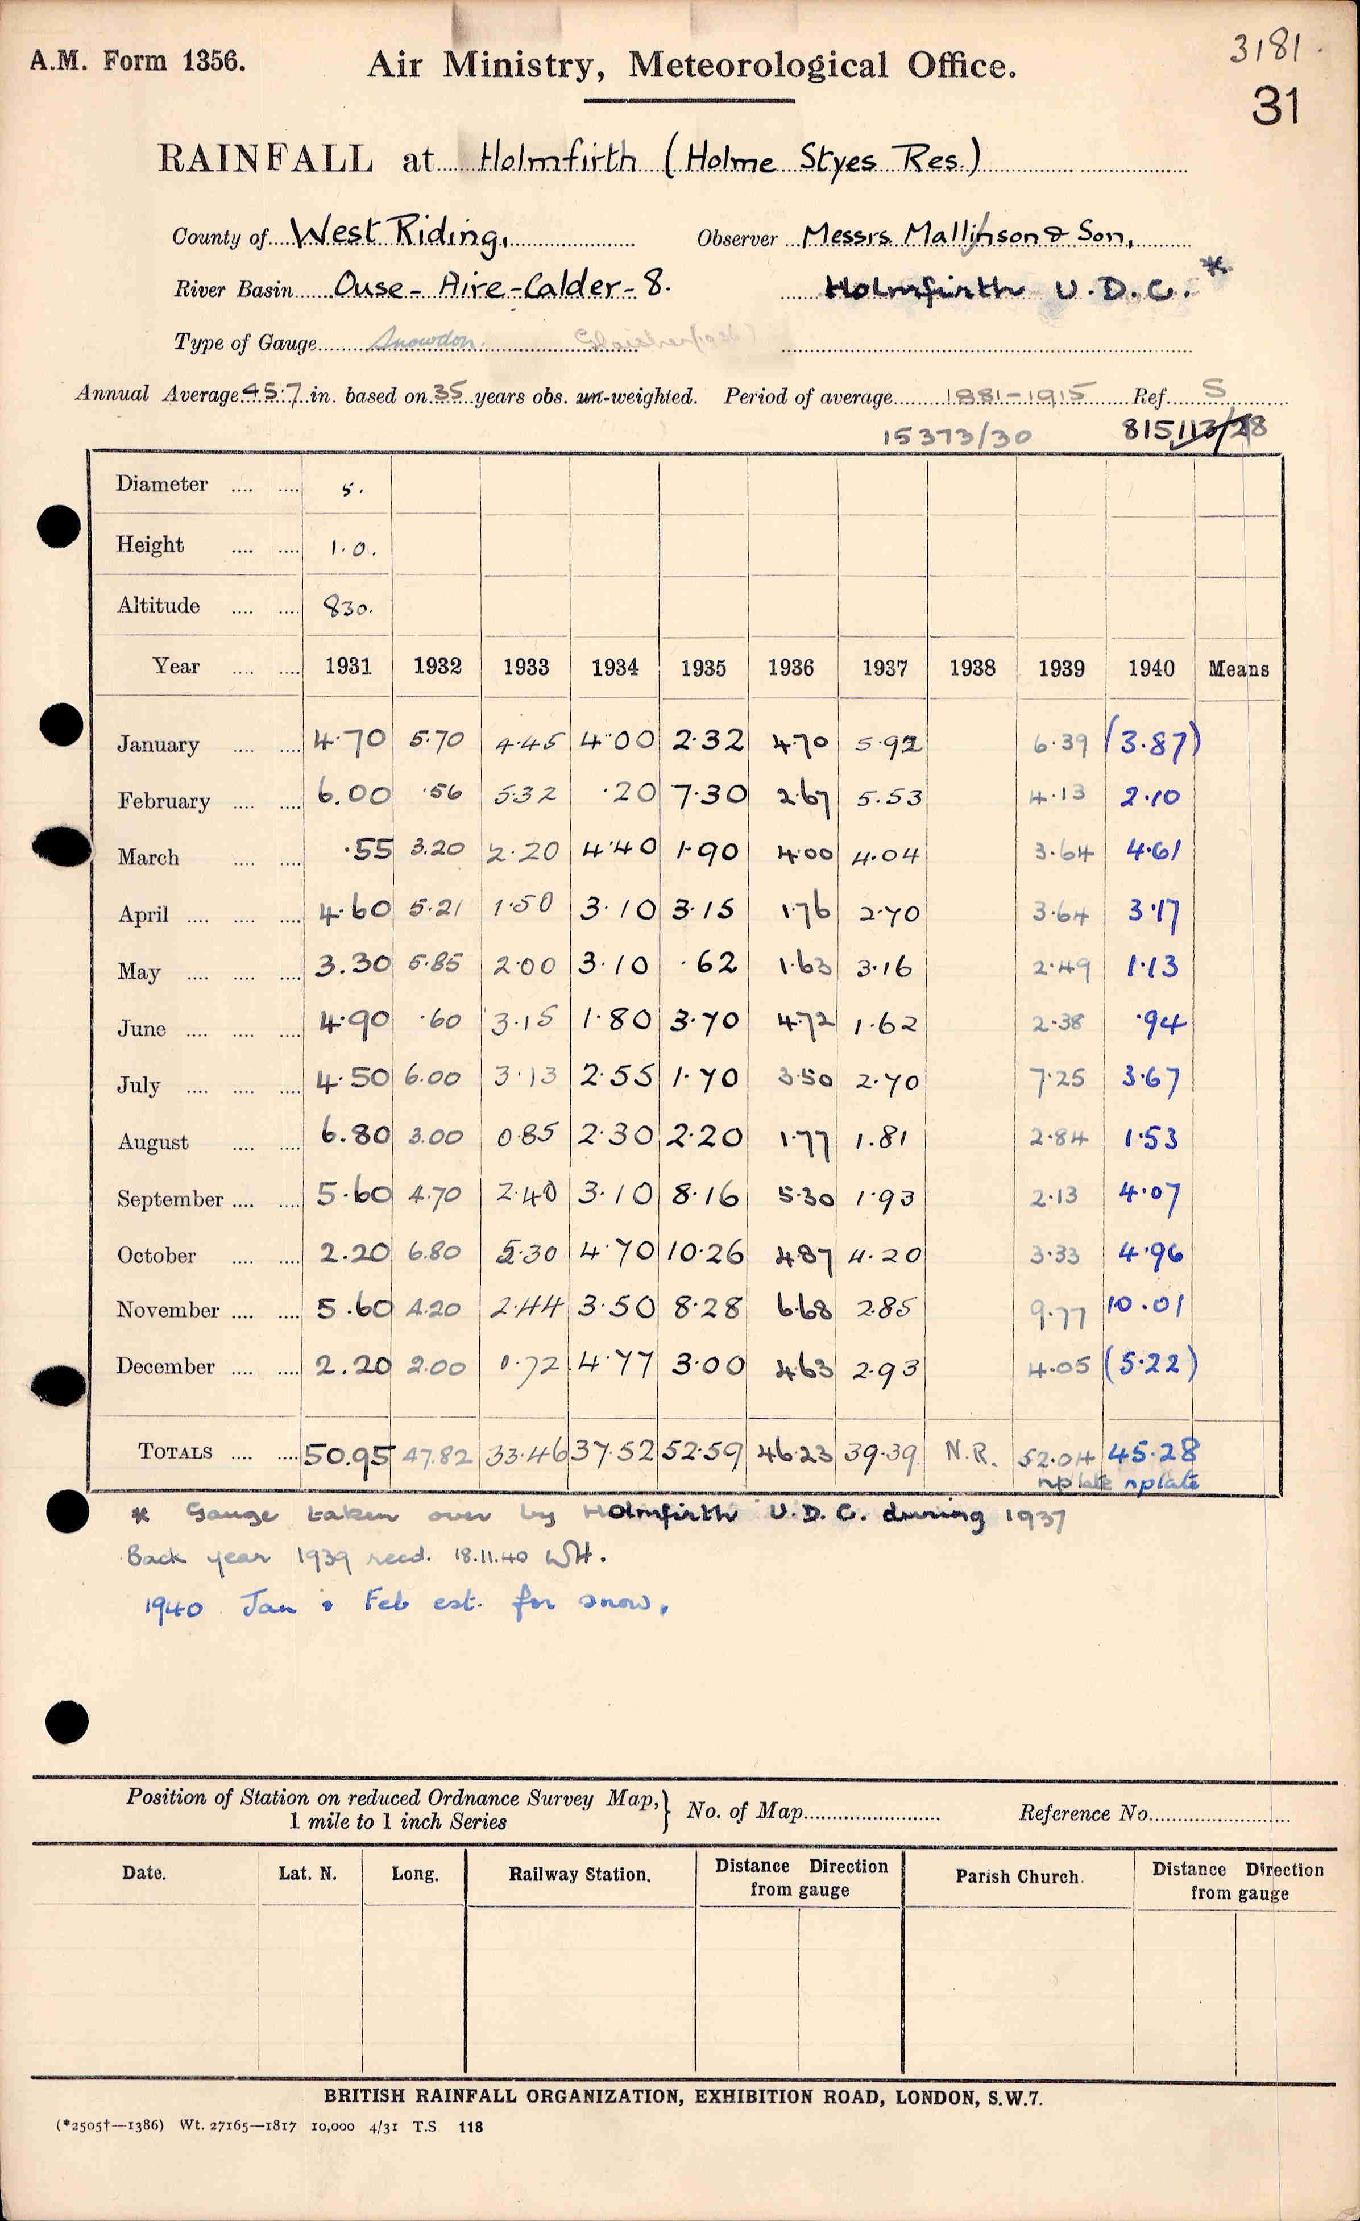 A.M. Form 1356. Air Ministry, Meteorological Office. 3181.
31
RAINFALL at Holmfirth (Holme Styes Res.)
County of West Riding, Observer Messrs. Mallinson & Son,
River Basin Ouse - Aire - Calder - 8. Holmfirth U.D.C. *
Type of Gauge Snowdon.
Annual Average 45.7 in. based on 35 years obs. un-weighted. Period of average 1881-1915 Ref. S
15373/30 815113/28
Diameter .... .... 5.
Height .... .... 1.0.
Altitude .... .... 830.
Year .... .... 1931 1932 1933 1934 1935 1936 1937 1938 1939 1940 Means
January .... .... 4.70 5.70 4.45 4.00 2.32 4.70 5.92 6.39 (3.87)
February .... .... 6.00 .56 5.32 .20 7.30 2.67 5.53 4.13 2.10
March .... .... .55 3.20 2.20 4.40 1.90 4.00 4.04 3.64 4.61
April .... .... .... 4.60 5.21 1.50 3.10 3.15 1.76 2.70 3.64 3.17
May .... .... .... 3.30 5.85 2.00 3.10 .62 1.63 3.16 2.49 1.13
June .... .... .... 4.90 .60 3.15 1.80 3.70 4.72 1.62 2.38 .94
July .... .... .... 4.50 6.00 3.13 2.55 1.70 3.50 2.70 7.25 3.67
August .... .... 6.80 3.00 0.85 2.30 2.20 1.77 1.81 2.84 1.53
September .... .... 5.60 4.70 2.40 3.10 8.16 5.30 1.93 2.13 4.07
October .... .... 2.20 6.80 5.30 4.70 10.26 4.87 4.20 3.33 4.96
November .... .... 5.60 4.20 2.44 3.50 8.28 6.68 2.85 9.77 10.01
December .... .... 2.20 2.00 0.72 4.77 3.00 4.63 2.93 4.05 (5.22)
TOTALS .... .... 50.95 47.82 33.46 37.52 52.59 46.23 39.39 N.R. 52.04 45.28
nplate nplate
* Gauge taken over by Holmfirth U.D.C. during 1937
Back year 1939 recd. 18.11.40 WH.
1940 Jan & Feb est. for snow.
Position of Station on reduced Ordnance Survey Map, } No. of Map Reference No.
1 mile to 1 inch Series
Date. Lat. N. Long. Railway Station. Distance Direction from gauge Parish Church. Distance Direction from gauge
BRITISH RAINFALL ORGANIZATION, EXHIBITION ROAD, LONDON, S.W.7.
(*2505†—1386) Wt. 27165—1817 10,000 4/31 T.S 118